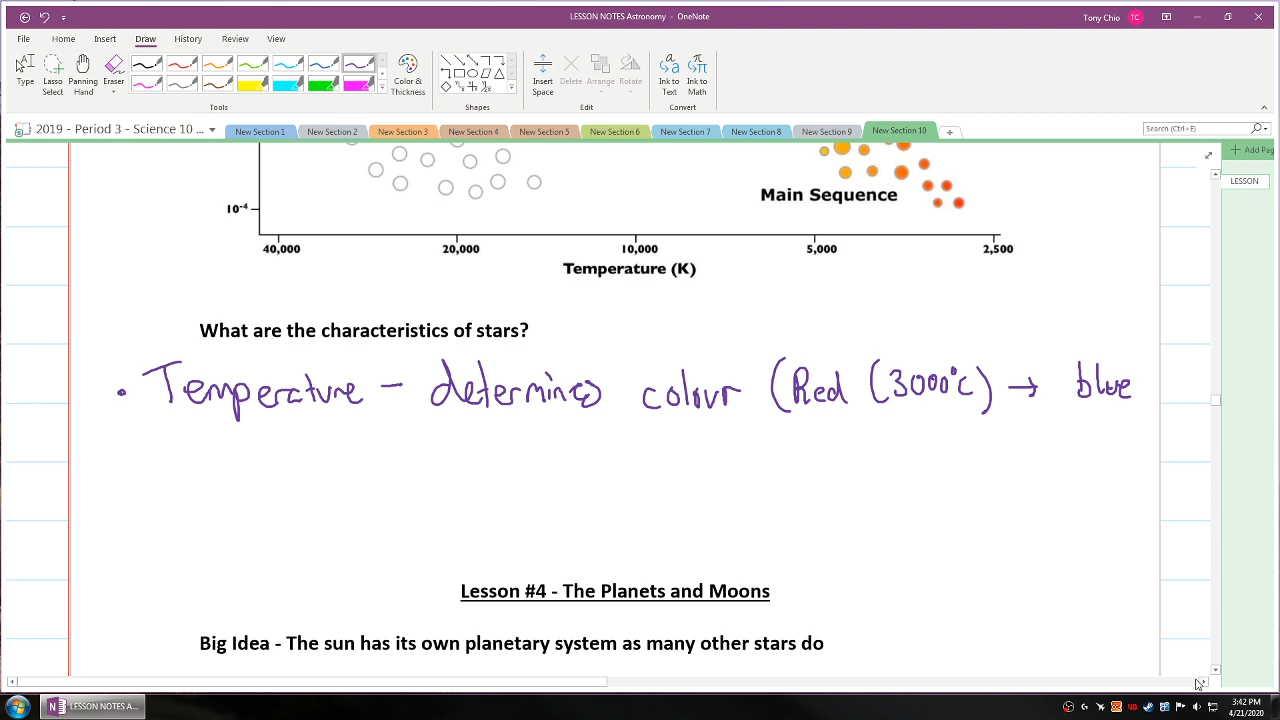 LESSON NOTES Astronomy - OneNote
Tony Chio
TC
File Home Insert Draw History Review View
Type
Lasso Select
Panning Hand
Eraser
Color & Thickness
Insert Space
Delete
Arrange
Rotate
Ink to Text
Ink to Math
Tools
Shapes
Edit
Convert
2019 - Period 3 - Science 10 ...
New Section 1 New Section 2 New Section 3 New Section 4 New Section 5 New Section 6 New Section 7 New Section 8 New Section 9 New Section 10
Search (Ctrl+E)
Add Pag
LESSON
Main Sequence
10-4
40,000 20,000 10,000 5,000 2,500
Temperature (K)
What are the characteristics of stars?
• Temperature - determines colour (Red (3000°C) → blue
Lesson #4 - The Planets and Moons
Big Idea - The sun has its own planetary system as many other stars do
LESSON NOTES A...
3:42 PM
4/21/2020